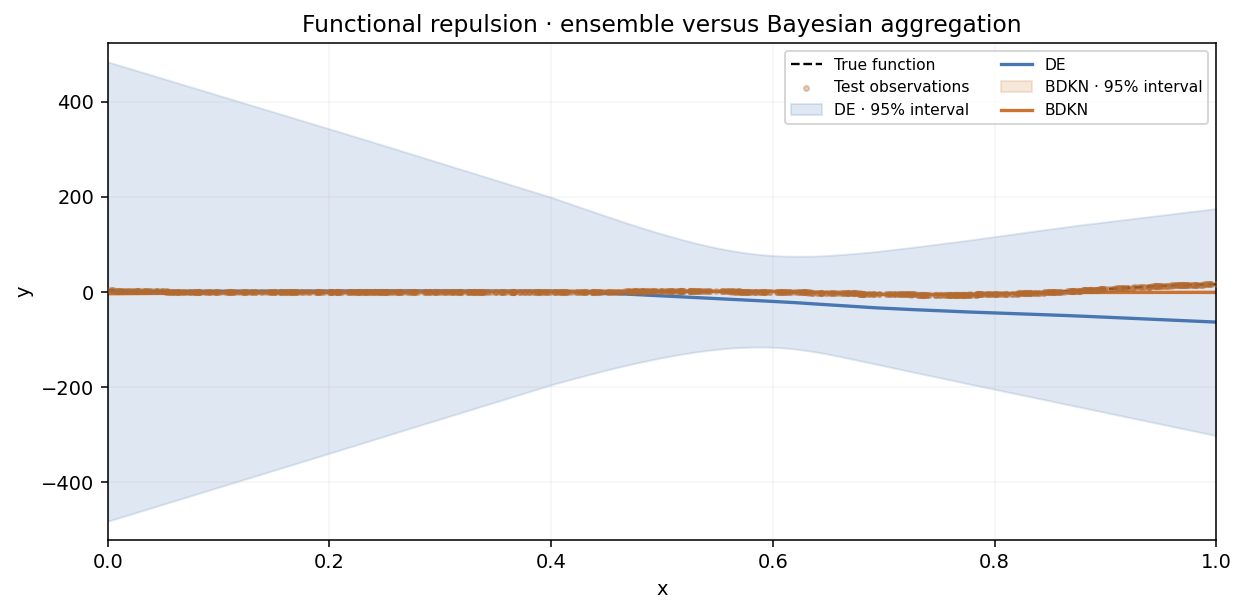 Functional repulsion · ensemble versus Bayesian aggregation
True function
Test observations
DE · 95% interval
DE
BDKN · 95% interval
BDKN
400
200
0
−200
−400
y
0.0
0.2
0.4
0.6
0.8
1.0
x